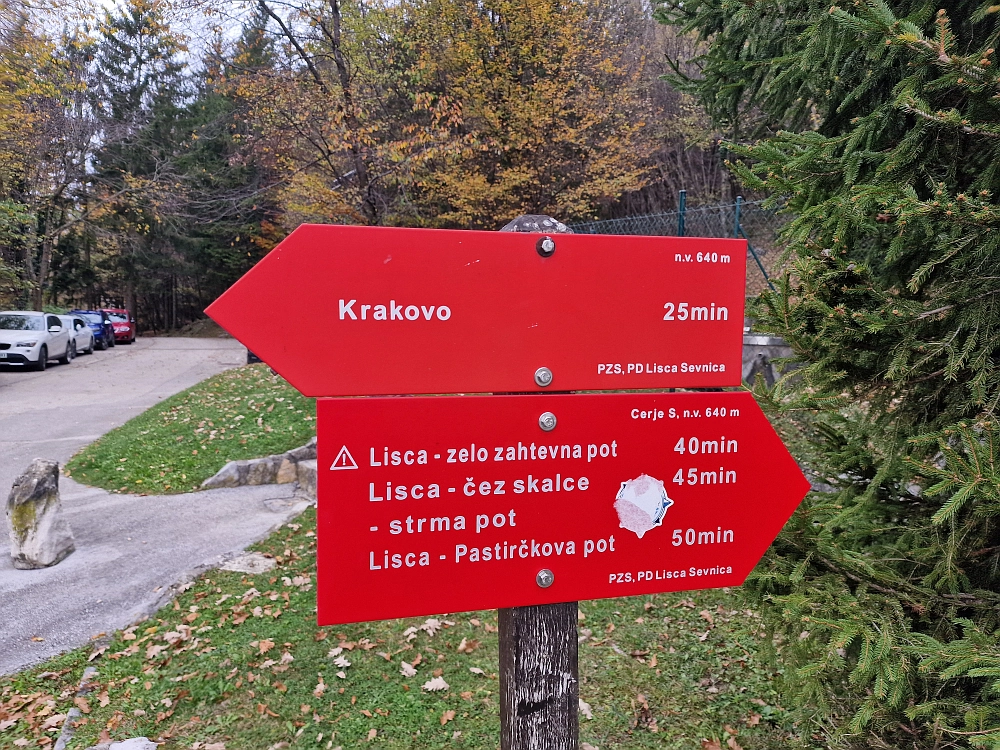 n.v. 640 m
Krakovo 25min
PZS, PD Lisca Sevnica
Cerje S, n.v. 640 m
Lisca - zelo zahtevna pot 40min
Lisca - čez skalce 45min
- strma pot
Lisca - Pastirčkova pot 50min
PZS, PD Lisca Sevnica